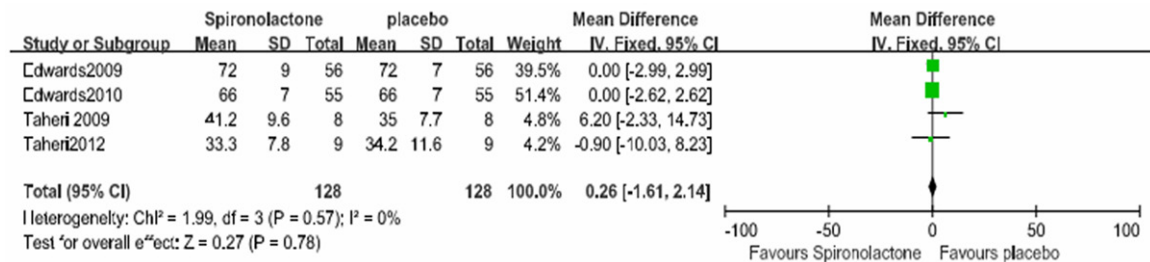 Spironolactone placebo Mean Difference Mean Difference
Study or Subgroup Mean SD Total Mean SD Total Weight IV, Fixed, 95% CI IV, Fixed, 95% CI
Edwards2009 72 9 56 72 7 56 39.5% 0.00 [-2.99, 2.99]
Edwards2010 66 7 55 66 7 55 51.4% 0.00 [-2.62, 2.62]
Taheri 2009 41.2 9.6 8 35 7.7 8 4.8% 6.20 [-2.33, 14.73]
Taheri2012 33.3 7.8 9 34.2 11.6 9 4.2% -0.90 [-10.03, 8.23]
Total (95% CI) 128 128 100.0% 0.26 [-1.61, 2.14]
Heterogeneity: Chi² = 1.99, df = 3 (P = 0.57); I² = 0%
Test for overall effect: Z = 0.27 (P = 0.78)
-100 -50 0 50 100
Favours Spironolactone Favours placebo